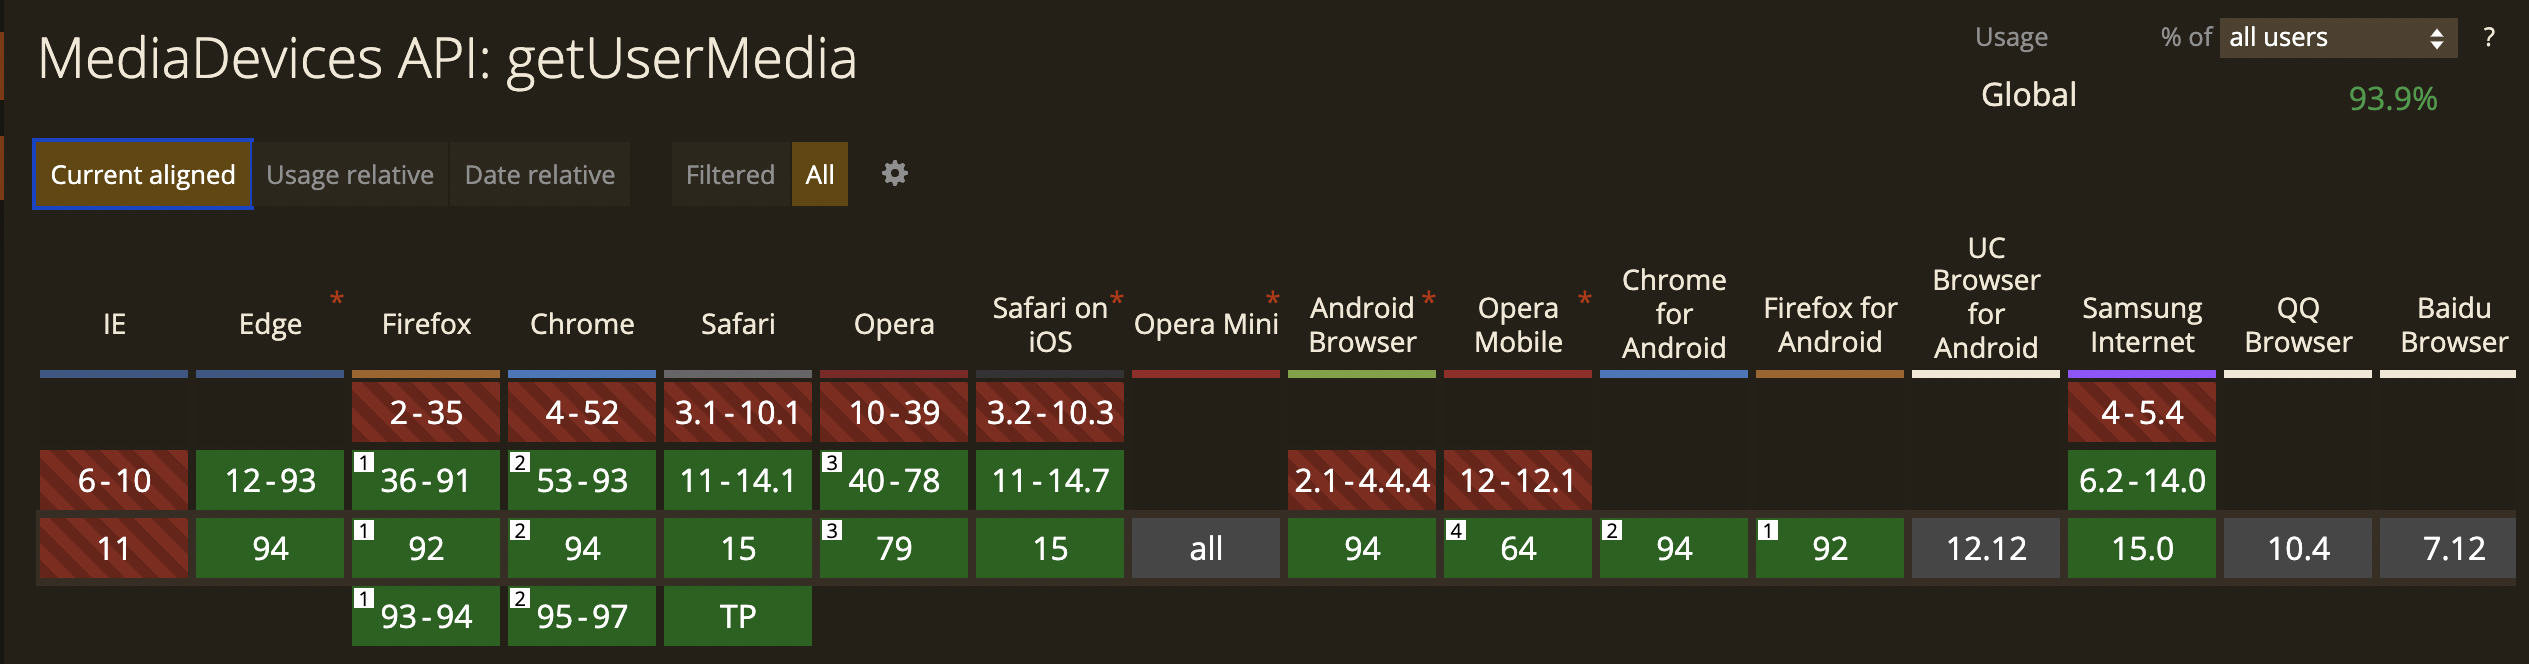 MediaDevices API: getUserMedia
Usage % of all users ?
Global 93.9%
Current aligned Usage relative Date relative Filtered All
IE
Edge *
Firefox
Chrome
Safari
Opera
Safari on *
iOS
Opera Mini *
Android *
Browser
Opera *
Mobile
Chrome
for
Android
Firefox for
Android
UC
Browser
for
Android
Samsung
Internet
QQ
Browser
Baidu
Browser
2-35 4-52 3.1-10.1 10-39 3.2-10.3 4-5.4
6-10 12-93 1 36-91 2 53-93 11-14.1 3 40-78 11-14.7 2.1-4.4.4 12-12.1 6.2-14.0
11 94 1 92 2 94 15 3 79 15 all 94 4 64 2 94 1 92 12.12 15.0 10.4 7.12
1 93-94 2 95-97 TP